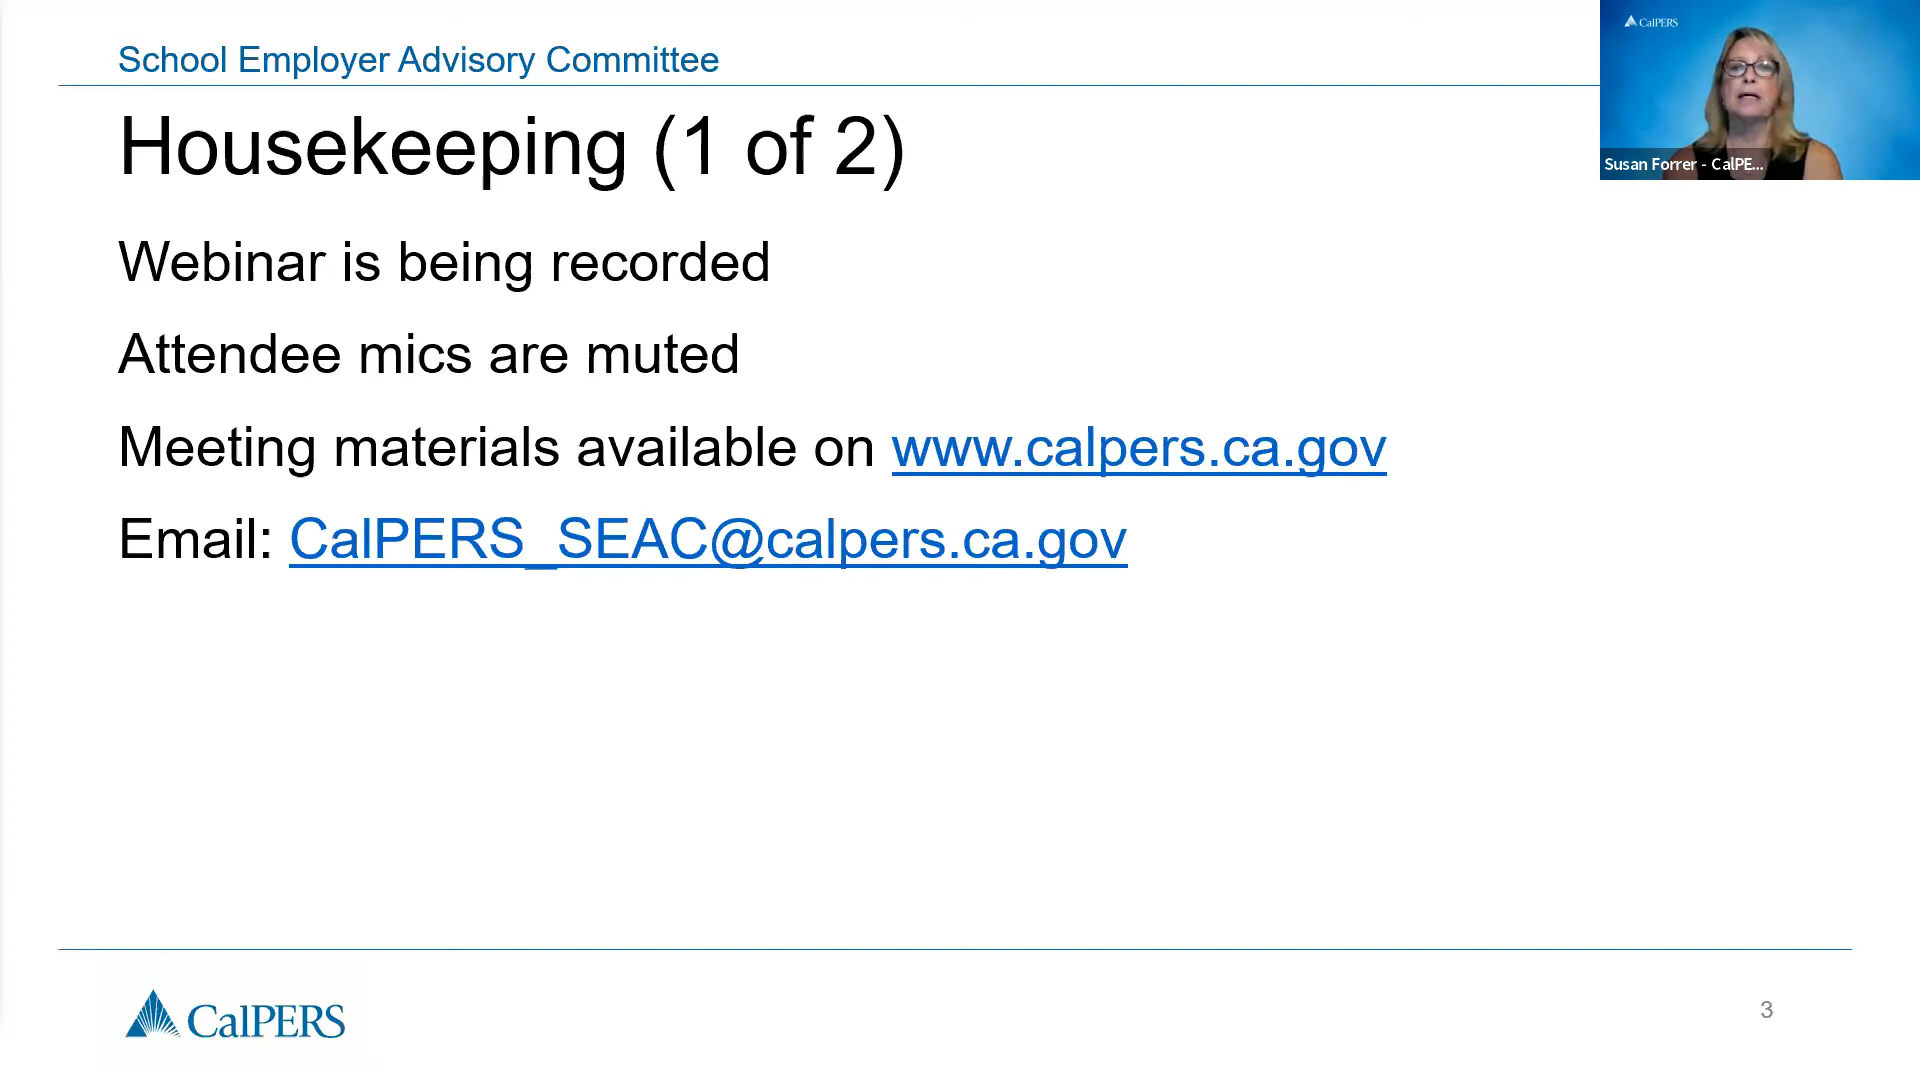 School Employer Advisory Committee
CalPERS
Housekeeping (1 of 2)
Susan Forrer - CalPE...
Webinar is being recorded
Attendee mics are muted
Meeting materials available on www.calpers.ca.gov
Email: CalPERS_SEAC@calpers.ca.gov
CalPERS
3